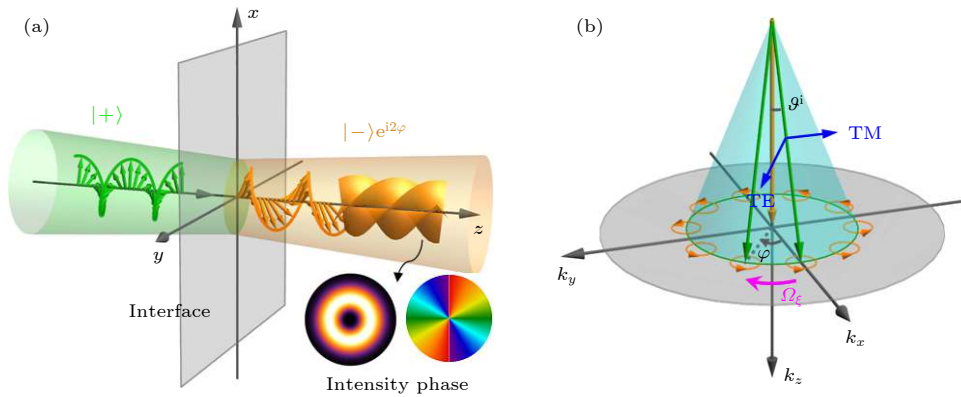 (a)
x
|+⟩
|−⟩e^{i2φ}
z
y
Interface
Intensity phase
(b)
ϑ^i
TM
TE
φ
k_y
Ω_ξ
k_x
k_z